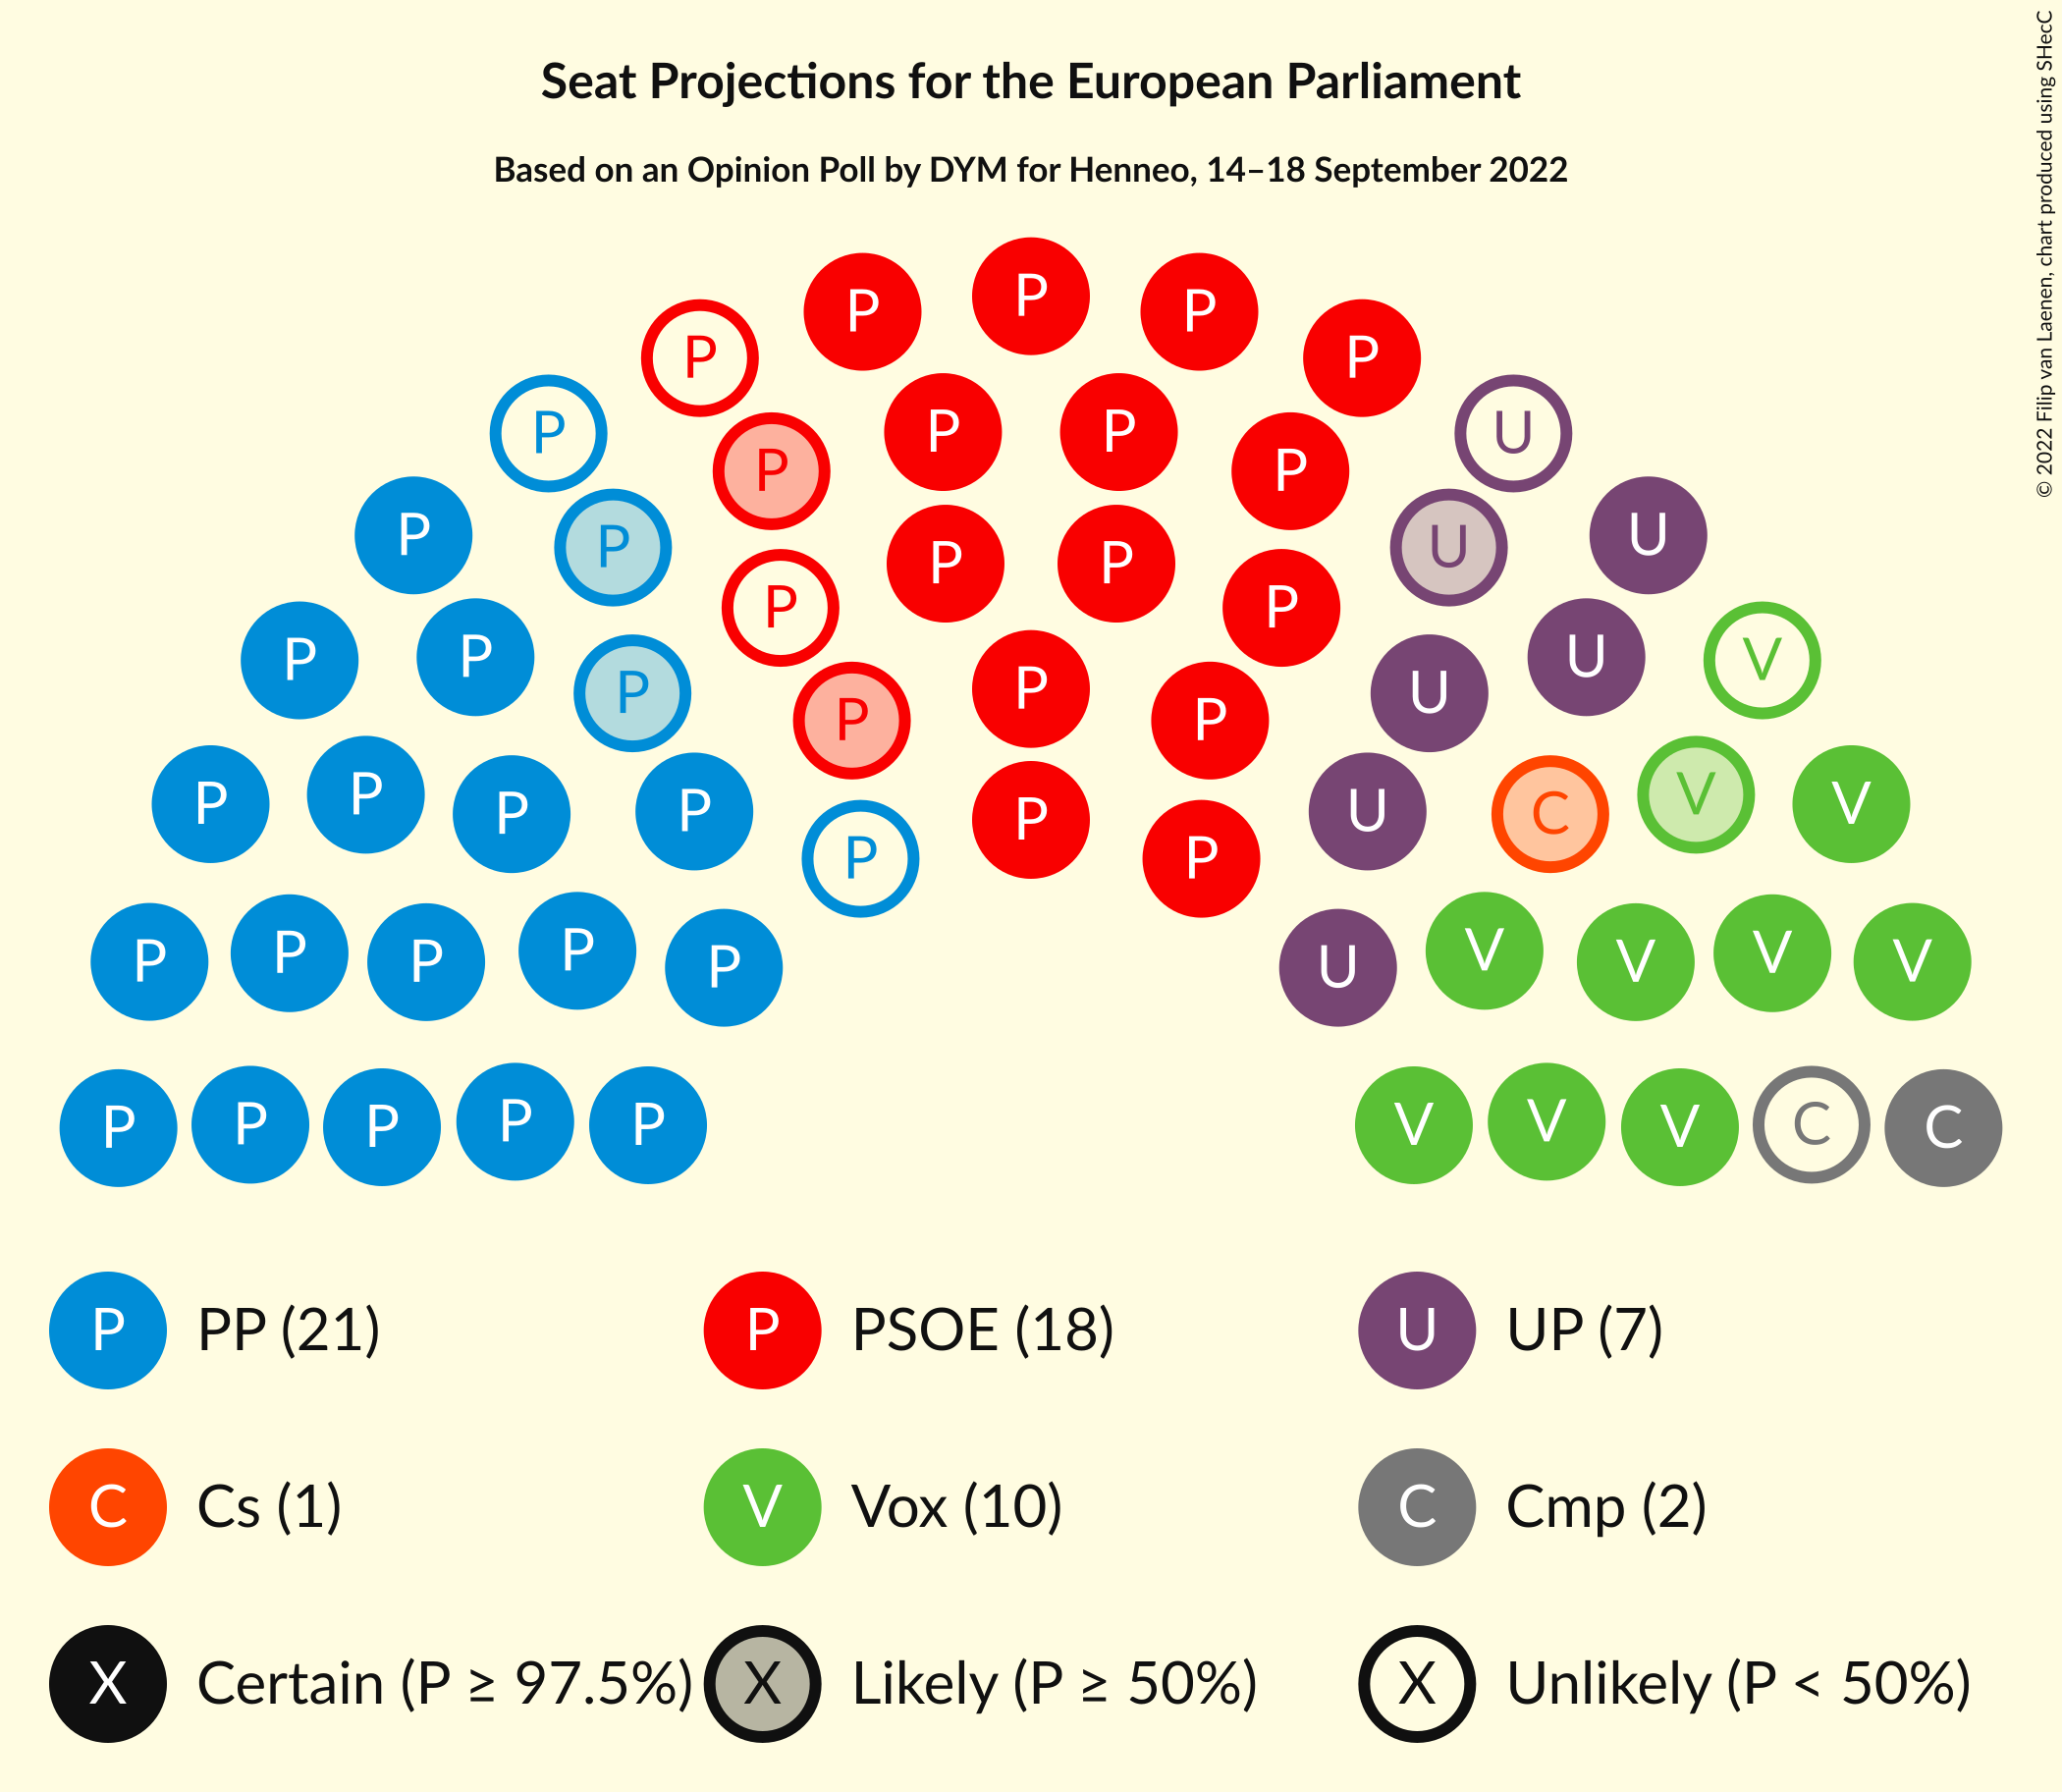 Seat Projections for the European Parliament
Based on an Opinion Poll by DYM for Henneo, 14–18 September 2022
© 2022 Filip van Laenen, chart produced using SHecC
P
P P
P P
P U
P P P
P P P
U U
P P P
P P P
U U
P P
P P
P P
U U V
P P P P
P P P
U C V V
P P P
P P P
P P
U V V V V
P P P P P
V V V C C
P PP (21) P PSOE (18) U UP (7)
C Cs (1) V Vox (10) C Cmp (2)
X Certain (P ≥ 97.5%) X Likely (P ≥ 50%) X Unlikely (P < 50%)